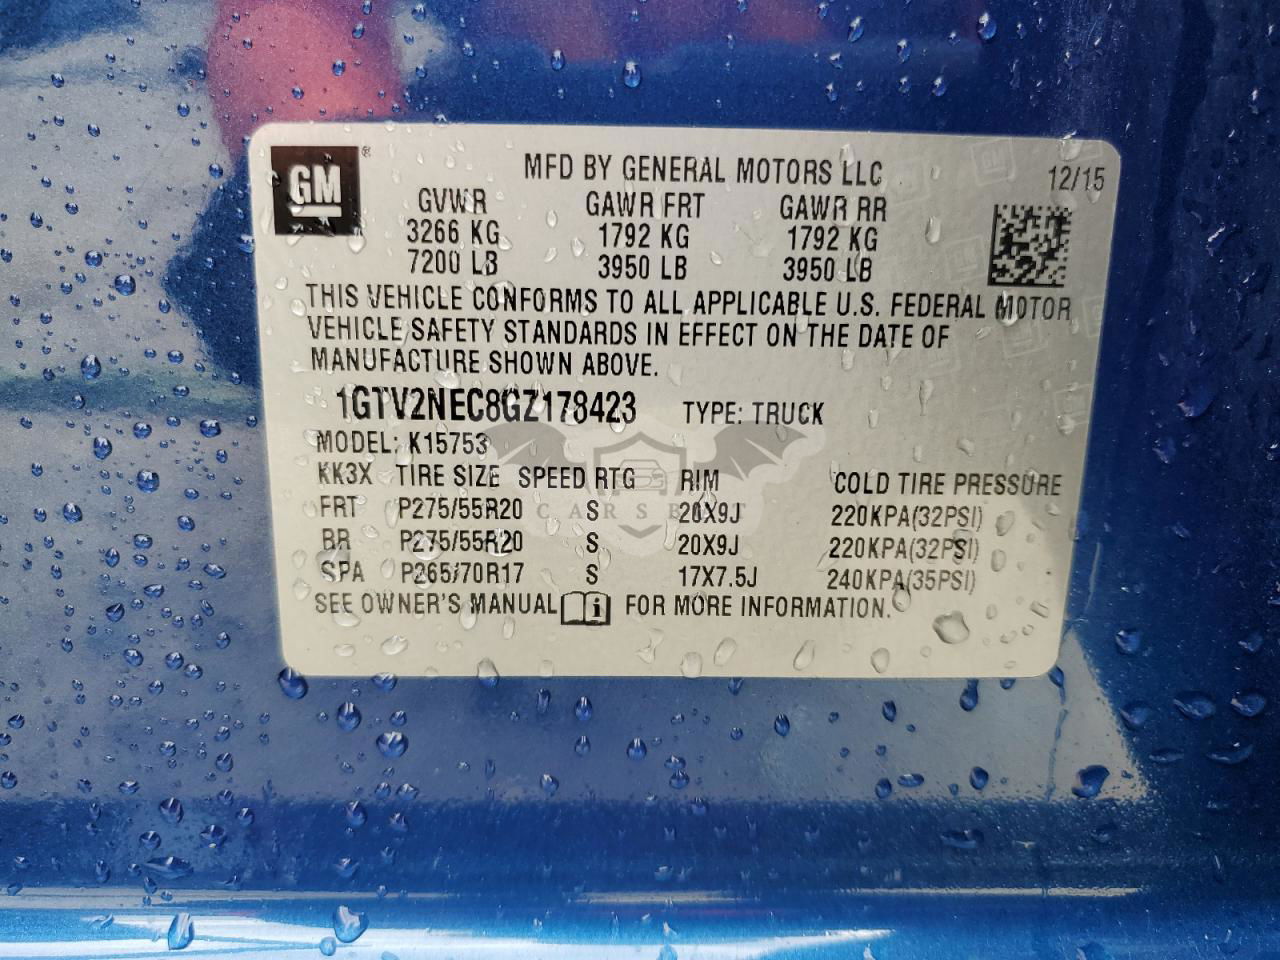 GM ® MFD BY GENERAL MOTORS LLC 12/15
GVWR GAWR FRT GAWR RR
3266 KG 1792 KG 1792 KG
7200 LB 3950 LB 3950 LB
THIS VEHICLE CONFORMS TO ALL APPLICABLE U.S. FEDERAL MOTOR
VEHICLE SAFETY STANDARDS IN EFFECT ON THE DATE OF
MANUFACTURE SHOWN ABOVE.
1GTV2NEC8GZ178423 TYPE: TRUCK
MODEL: K15753
KK3X TIRE SIZE SPEED RTG RIM COLD TIRE PRESSURE
FRT P275/55R20 S 20X9J 220KPA(32PSI)
RR P275/55R20 S 20X9J 220KPA(32PSI)
SPA P265/70R17 S 17X7.5J 240KPA(35PSI)
SEE OWNER'S MANUAL i FOR MORE INFORMATION.